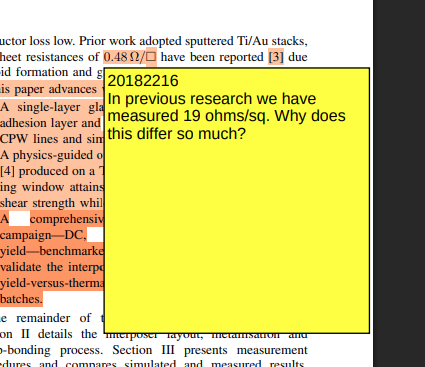 uctor loss low. Prior work adopted sputtered Ti/Au stacks,
heet resistances of 0.48 Ω/□ have been reported [3] due
oid formation and g
is paper advances
20182216
In previous research we have
measured 19 ohms/sq. Why does
this differ so much?
A single-layer gla
adhesion layer and
CPW lines and sim
A physics-guided o
[4] produced on a T
ing window attains
shear strength whil
A comprehensiv
campaign—DC,
yield—benchmarke
validate the interpo
yield-versus-therma
batches.
e remainder of t
on II details the interposer layout, metallisation and
p-bonding process. Section III presents measurement
edures and compares simulated and measured results.